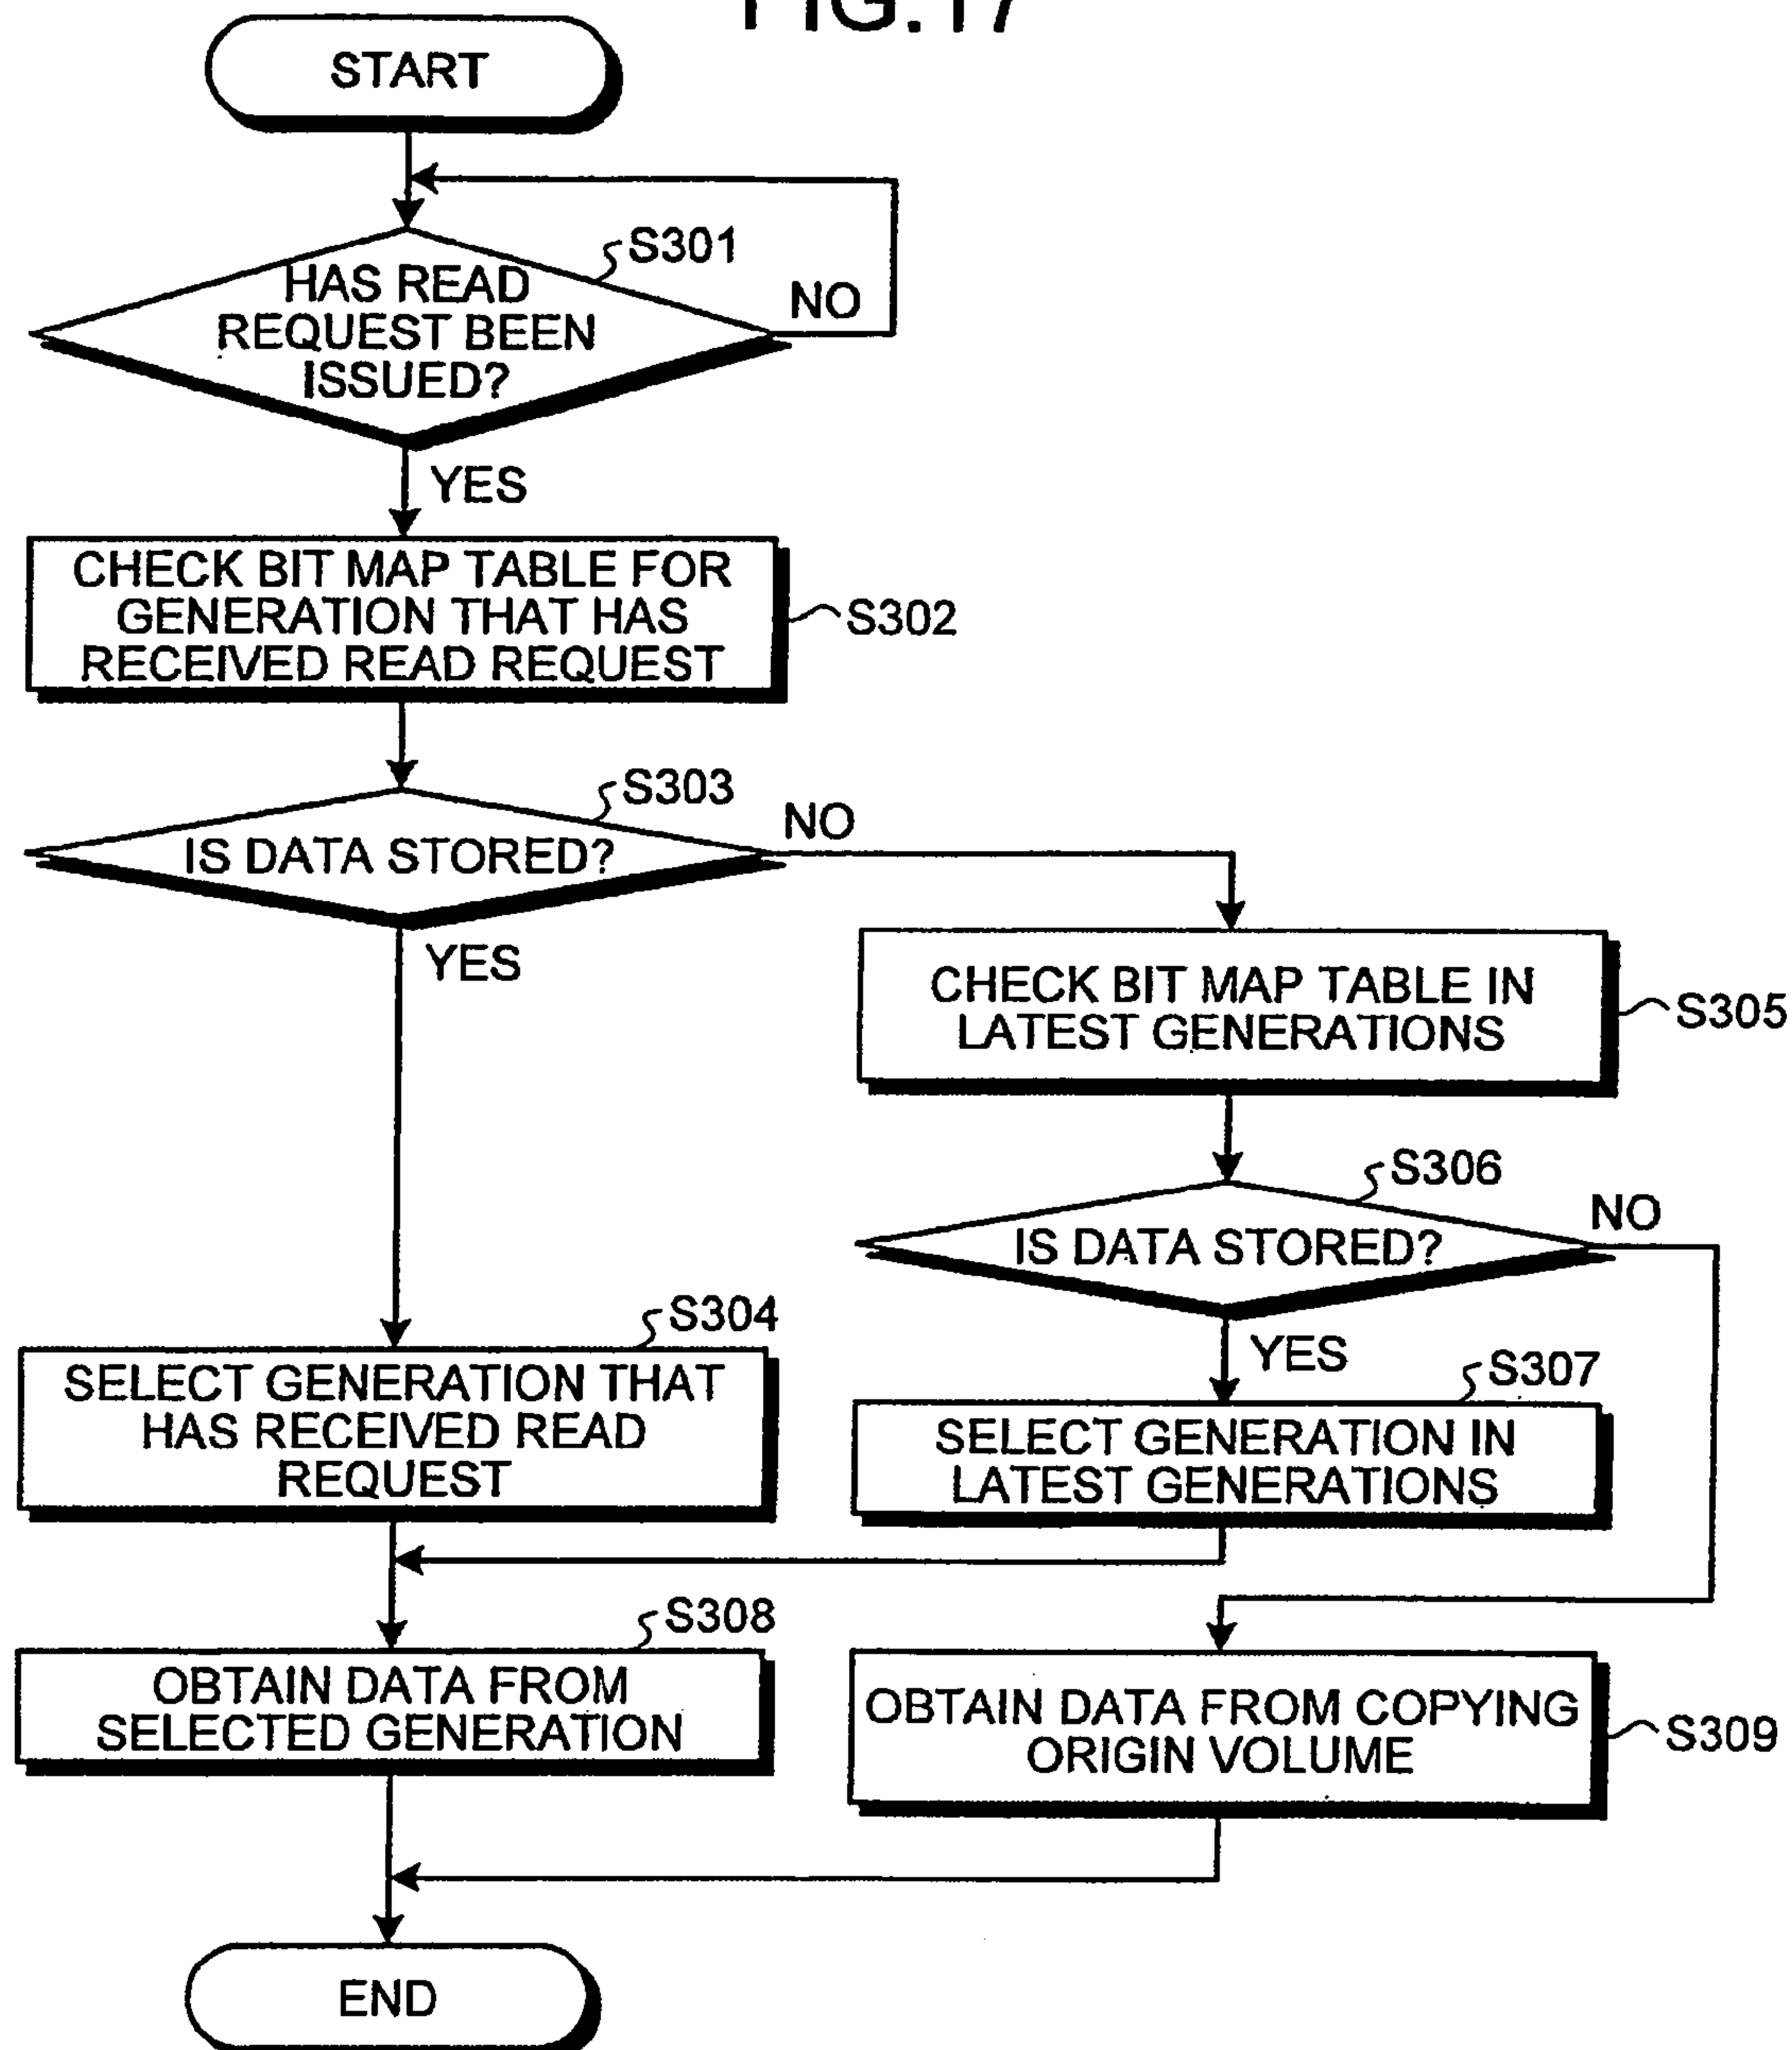 FIG.17
START
S301
HAS READ
REQUEST BEEN
ISSUED?
NO
YES
CHECK BIT MAP TABLE FOR
GENERATION THAT HAS
RECEIVED READ REQUEST
S302
S303
IS DATA STORED?
NO
YES
CHECK BIT MAP TABLE IN
LATEST GENERATIONS
S305
S306
IS DATA STORED?
NO
YES
S304
SELECT GENERATION THAT
HAS RECEIVED READ
REQUEST
S307
SELECT GENERATION IN
LATEST GENERATIONS
S308
OBTAIN DATA FROM
SELECTED GENERATION
OBTAIN DATA FROM COPYING
ORIGIN VOLUME
S309
END